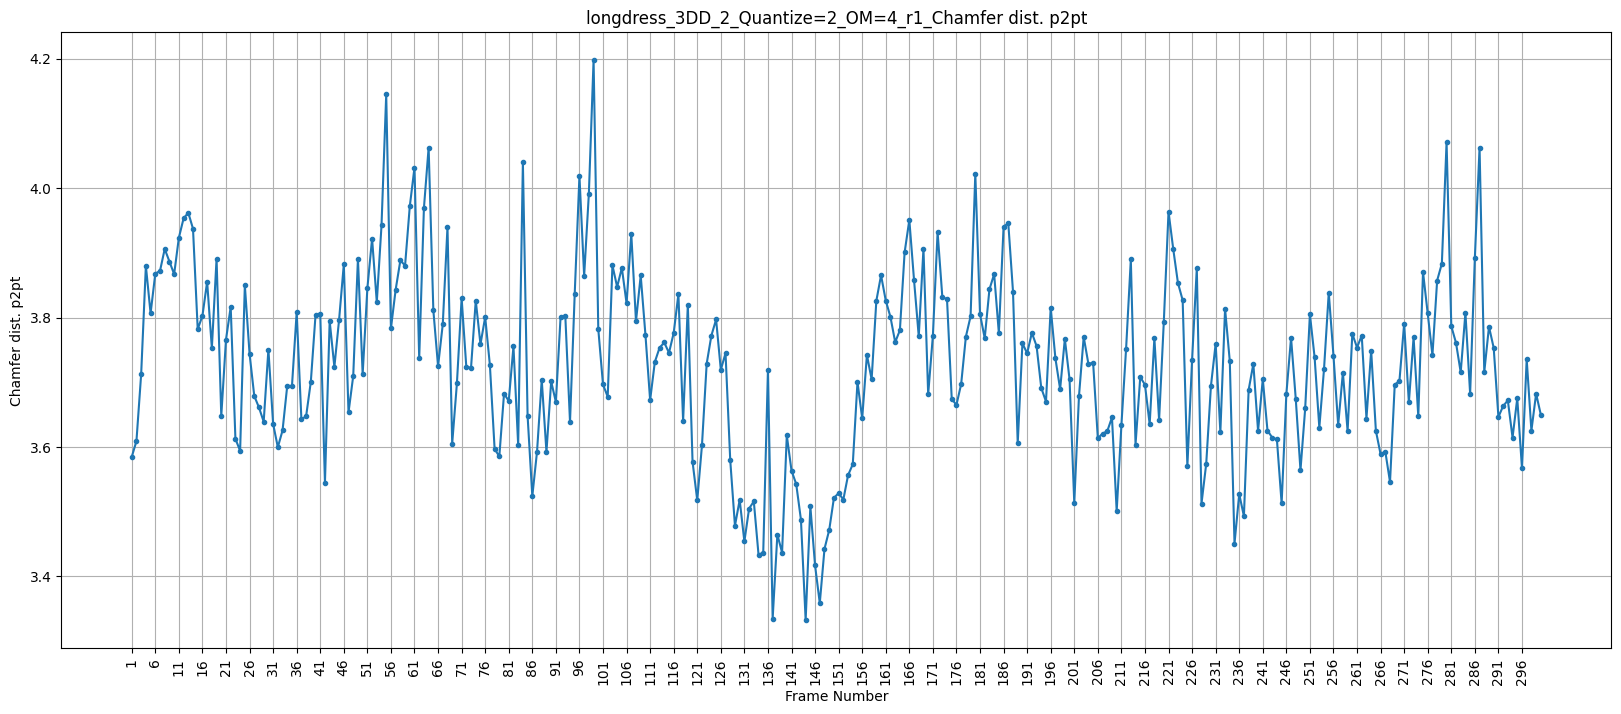 longdress_3DD_2_Quantize=2_OM=4_r1_Chamfer dist. p2pt
4.2
4.0
3.8
3.6
3.4
Chamfer dist. p2pt
1 6 11 16 21 26 31 36 41 46 51 56 61 66 71 76 81 86 91 96 101 106 111 116 121 126 131 136 141 146 151 156 161 166 171 176 181 186 191 196 201 206 211 216 221 226 231 236 241 246 251 256 261 266 271 276 281 286 291 296
Frame Number